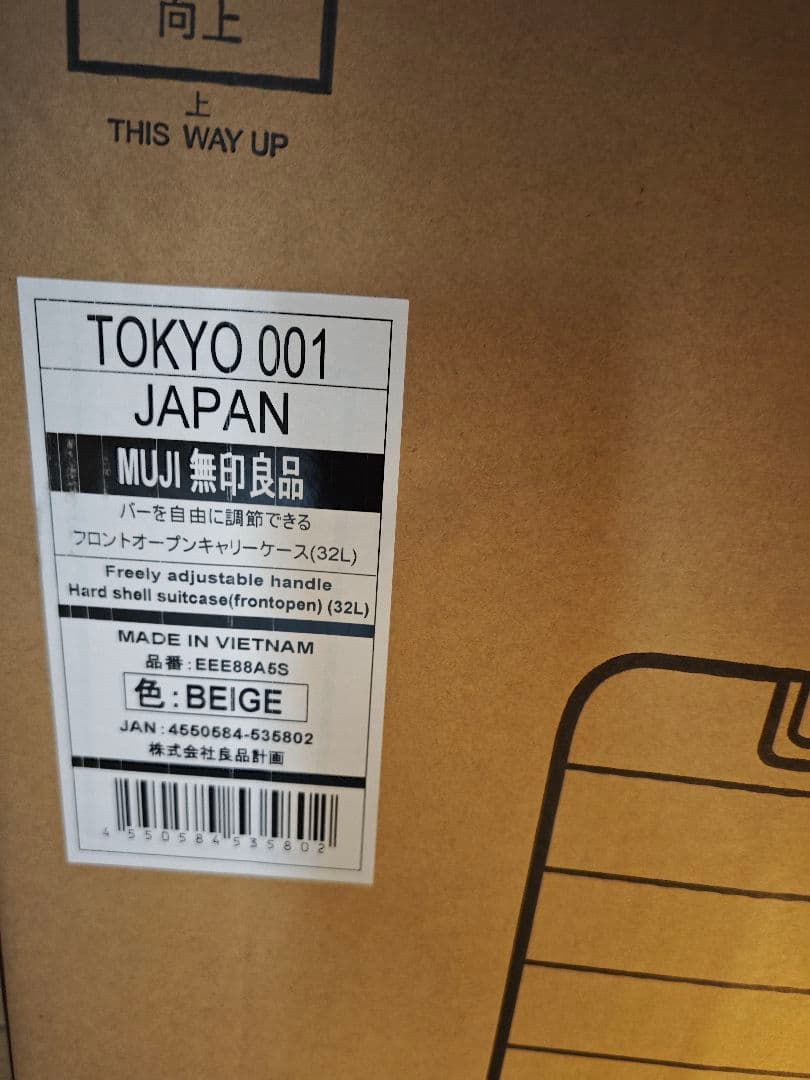 向上
上
THIS WAY UP
TOKYO 001
JAPAN
MUJI 無印良品
バーを自由に調節できる
フロントオープンキャリーケース(32L)
Freely adjustable handle
Hard shell suitcase(frontopen) (32L)
MADE IN VIETNAM
品番:EEE88A5S
色:BEIGE
JAN:4550584-535802
株式会社良品計画
4550584535802